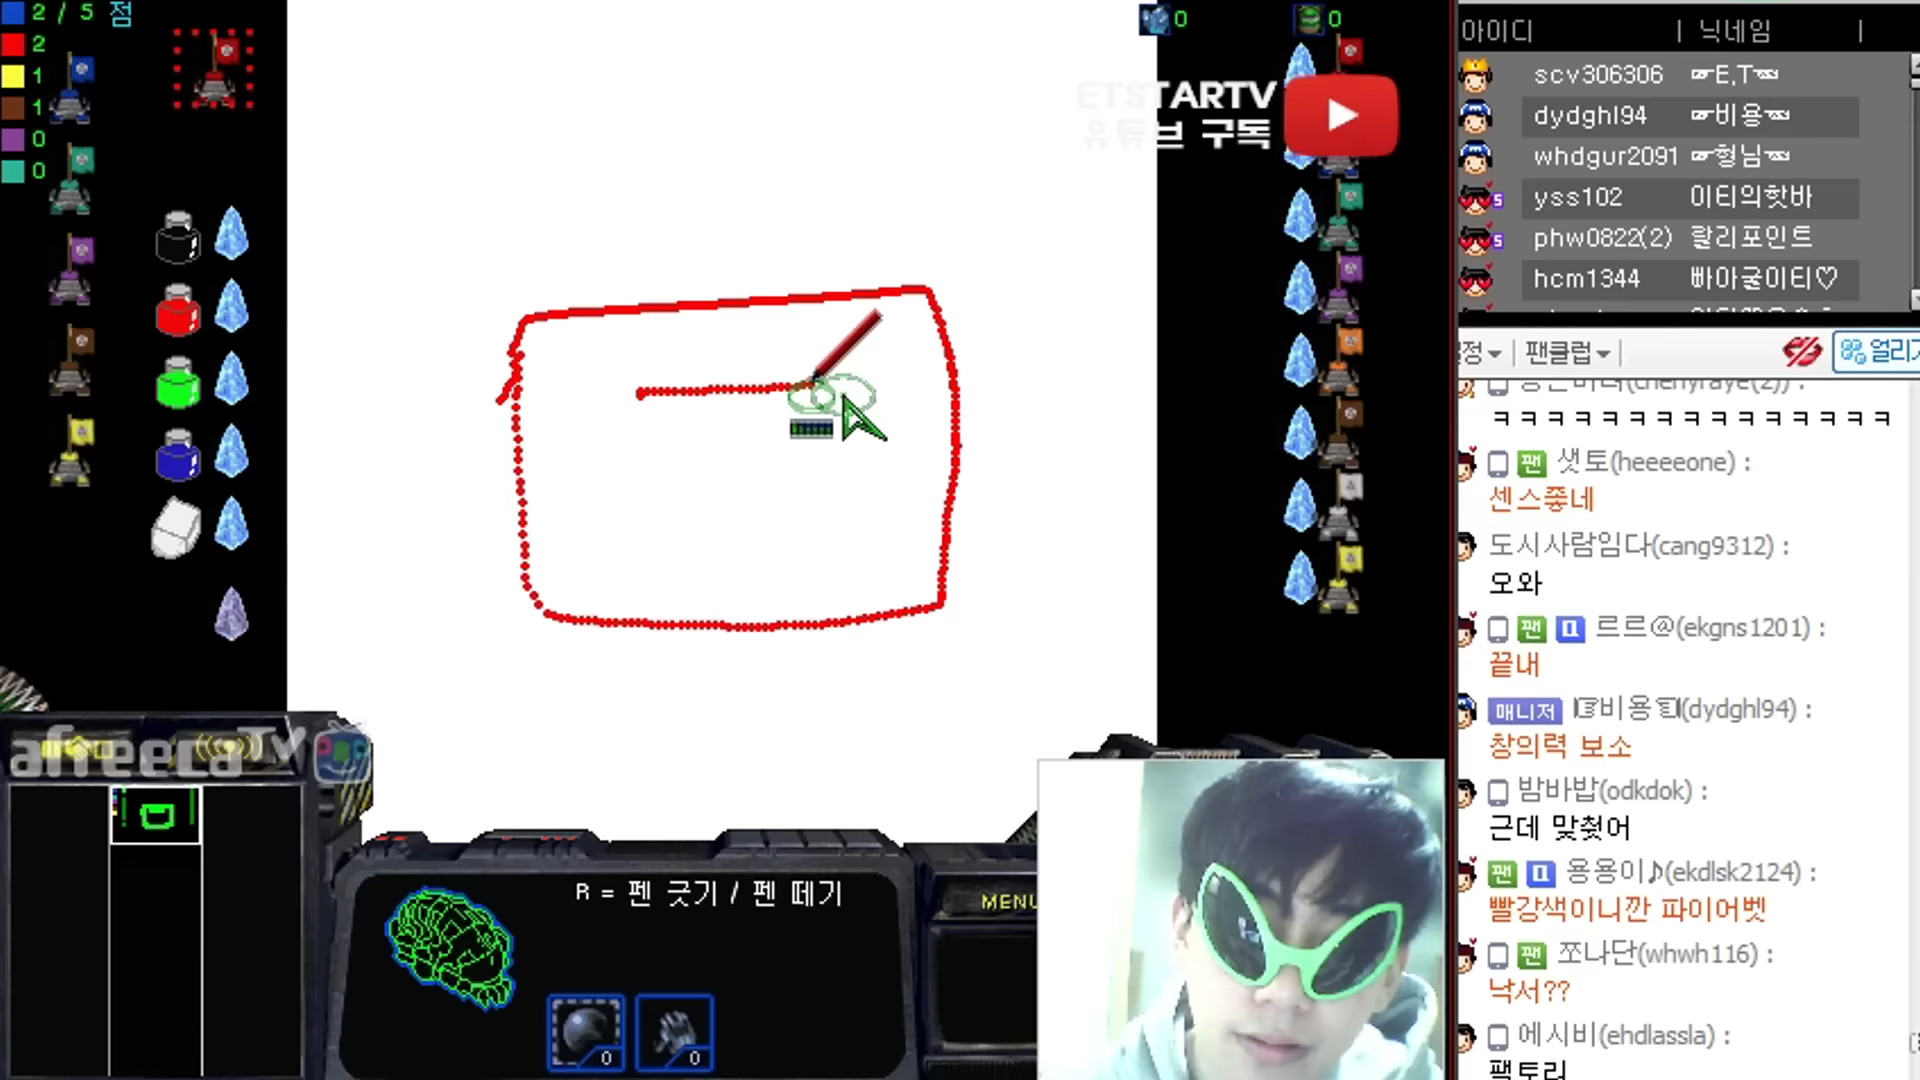 2 / 5 점
2
1
1
0
0
0
0
ETSTARTV
유튜브 구독
afreecaTV
R = 펜 긋기 / 펜 떼기
0
0
MENU
아이디 | 닉네임 |
scv306306 ☞E,T☜
dydghl94 ☞비용☜
whdgur2091 ☞형님☜
yss102 이티의핫바
phw0822(2) 랄리포인트
hcm1344 빠아굴이티♡
팬클럽
ㅋㅋㅋㅋㅋㅋㅋㅋㅋㅋㅋㅋㅋㅋㅋ
팬 샛토(heeeeone) :
센스쫗네
도시사람임다(cang9312) :
오와
팬 르르@(ekgns1201) :
끝내
매니저 ☞비용☜(dydghl94) :
창의력 보소
밤바밥(odkdok) :
근데 맞췄어
팬 용용이♪(ekdlsk2124) :
빨강색이니깐 파이어벳
팬 쪼나단(whwh116) :
낙서??
에시비(ehdlassla) :
팩토리